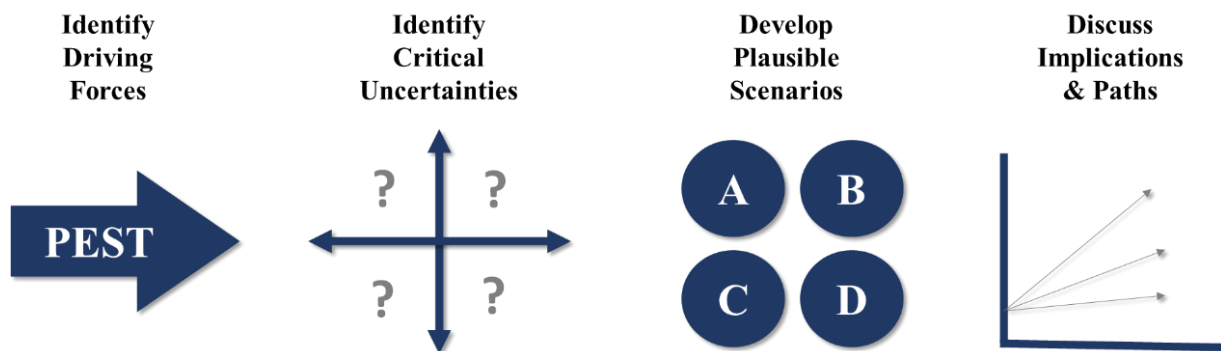 Identify
Driving
Forces
Identify
Critical
Uncertainties
Develop
Plausible
Scenarios
Discuss
Implications
& Paths
PEST
? ?
? ?
A B
C D